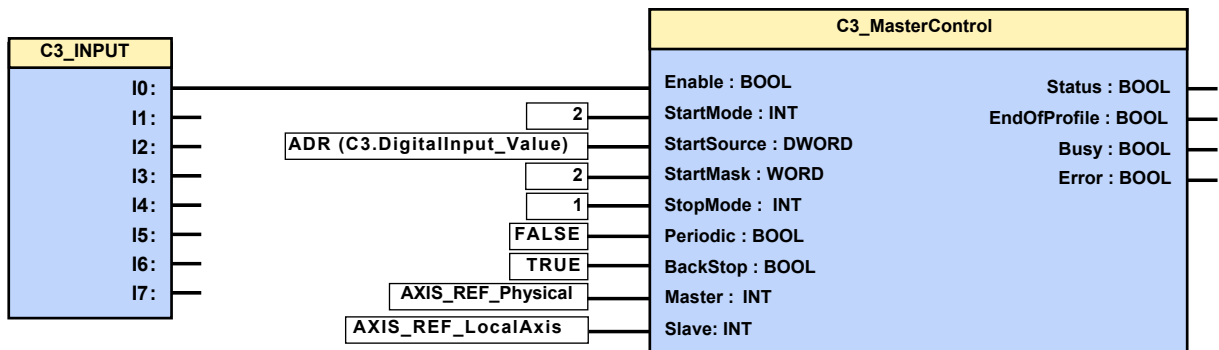 C3_INPUT
I0:
I1:
I2:
I3:
I4:
I5:
I6:
I7:
2
ADR (C3.DigitalInput_Value)
2
1
FALSE
TRUE
AXIS_REF_Physical
AXIS_REF_LocalAxis
C3_MasterControl
Enable : BOOL
StartMode : INT
StartSource : DWORD
StartMask : WORD
StopMode : INT
Periodic : BOOL
BackStop : BOOL
Master : INT
Slave: INT
Status : BOOL
EndOfProfile : BOOL
Busy : BOOL
Error : BOOL